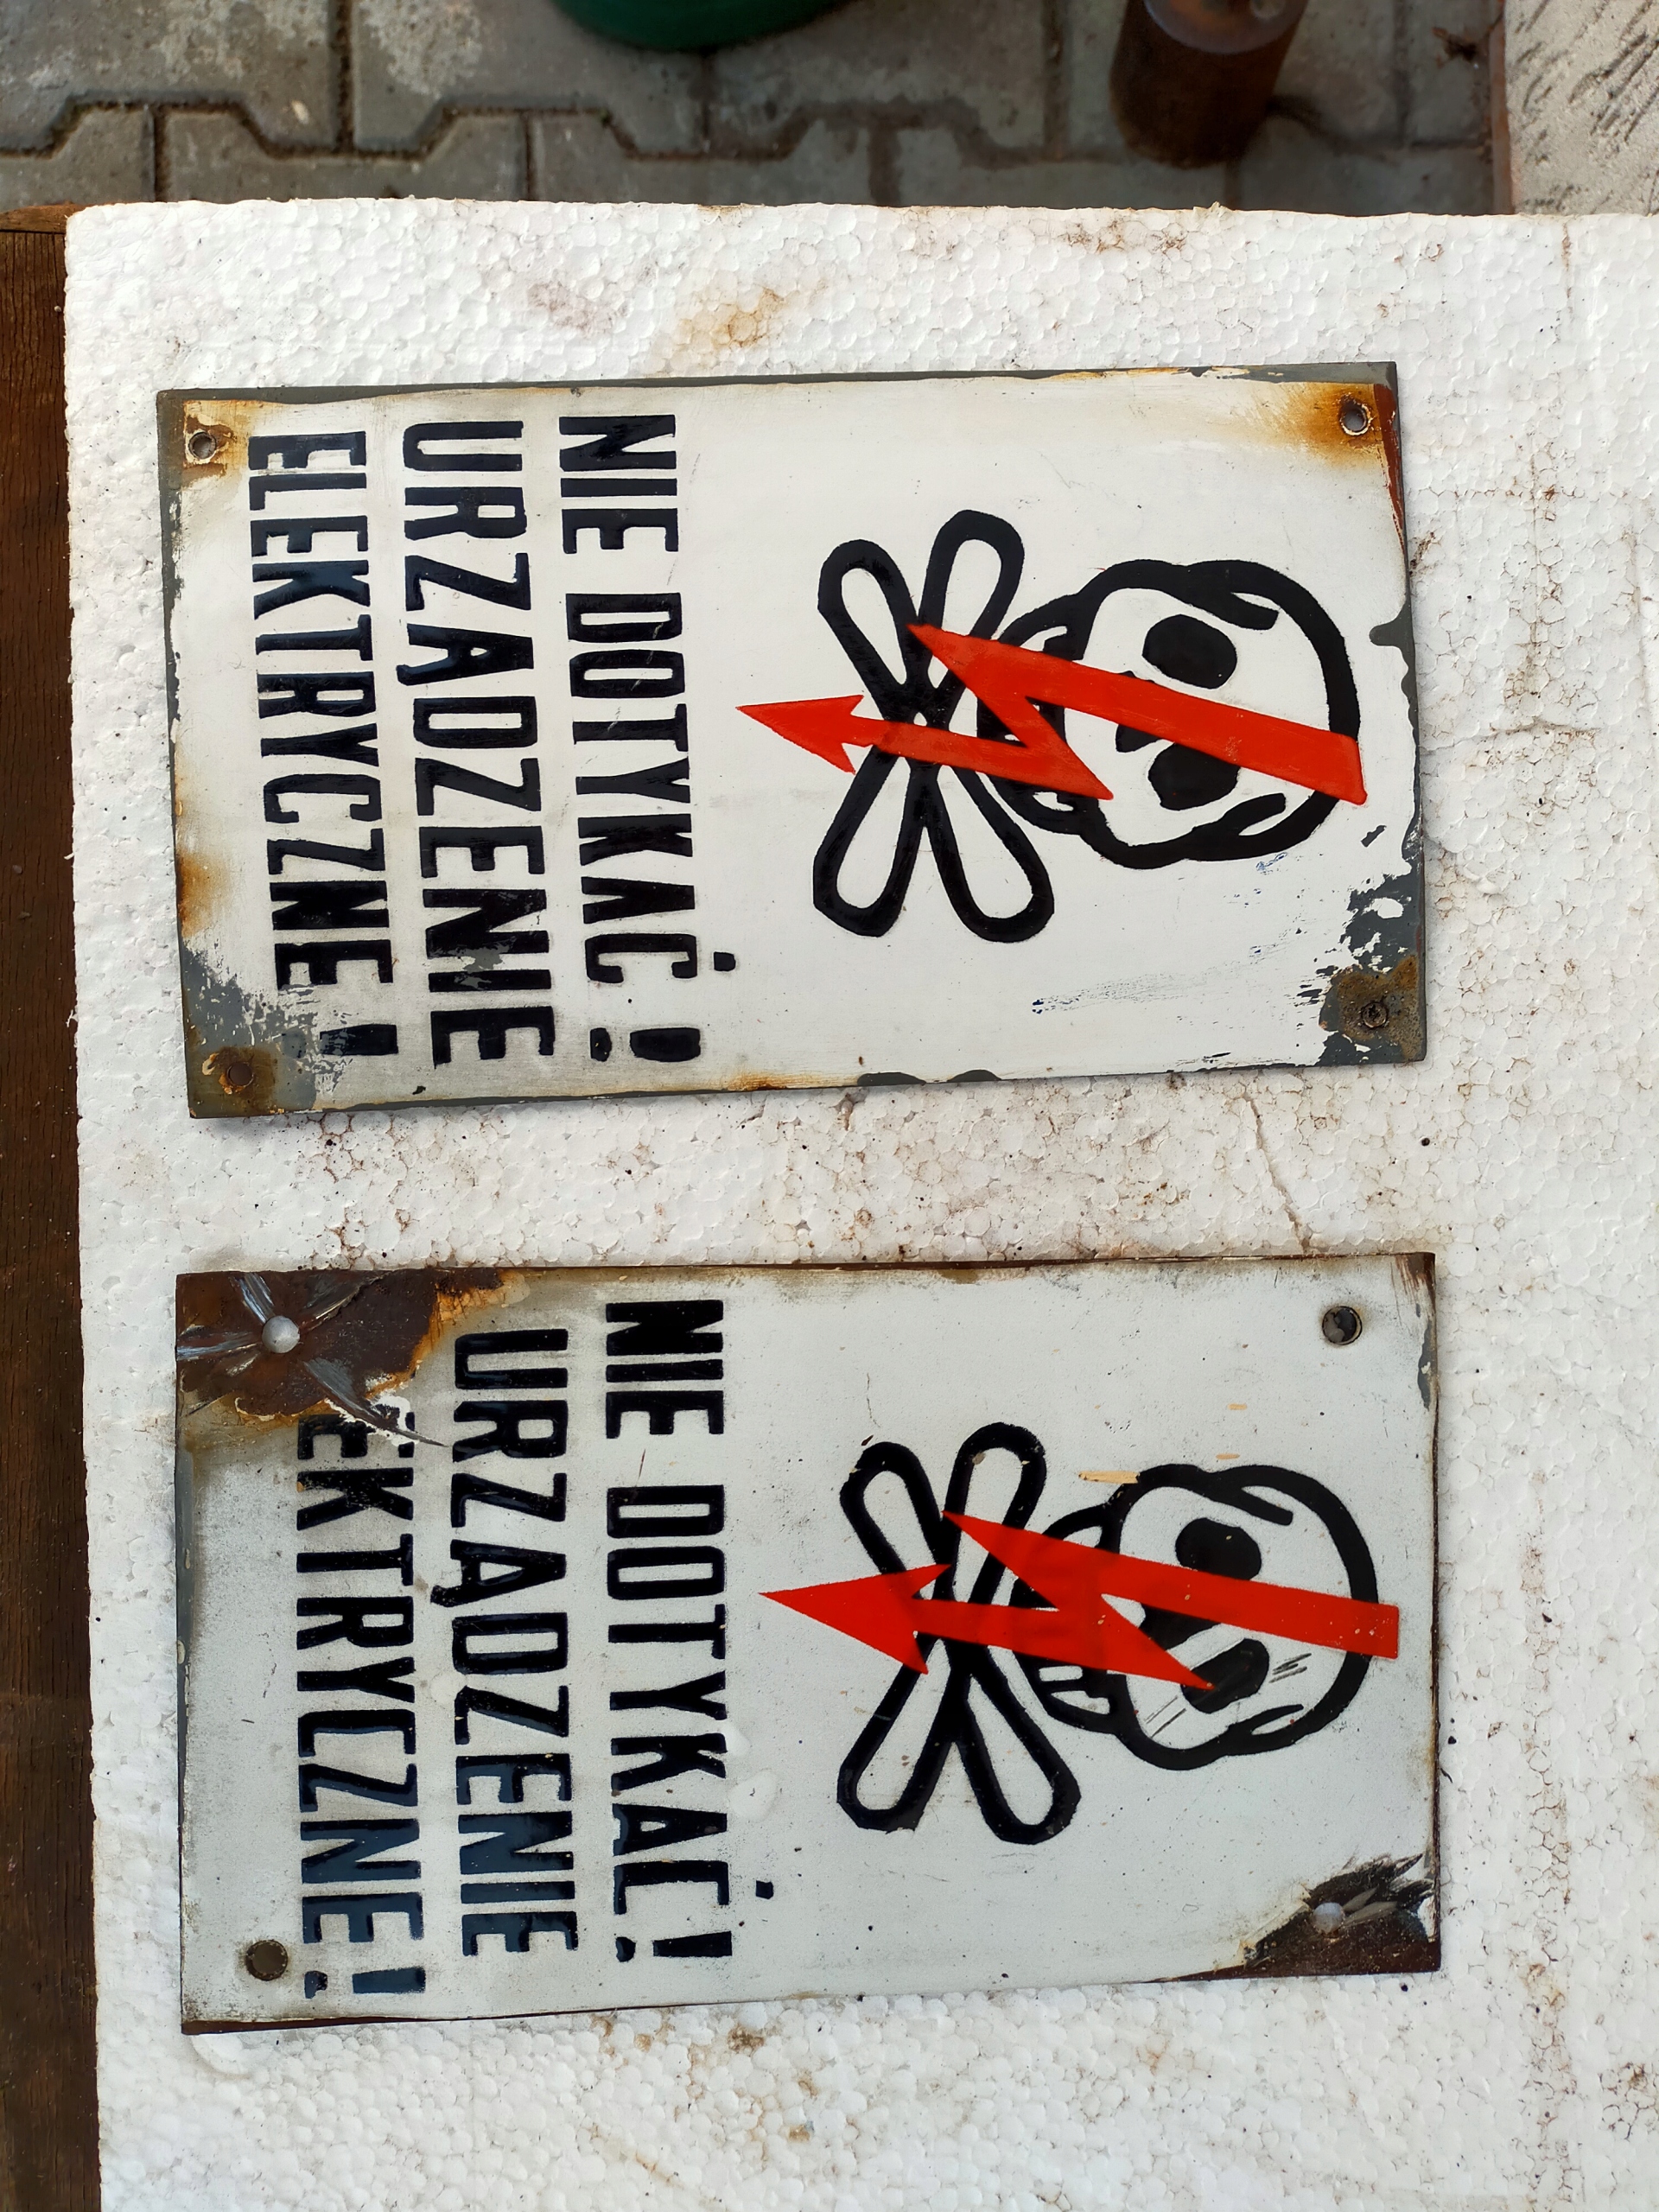 NIE DOTYKAĆ !
URZĄDZENIE
ELEKTRYCZNE !
NIE DOTYKAĆ!
URZĄDZENIE
EKTRYCZNE!